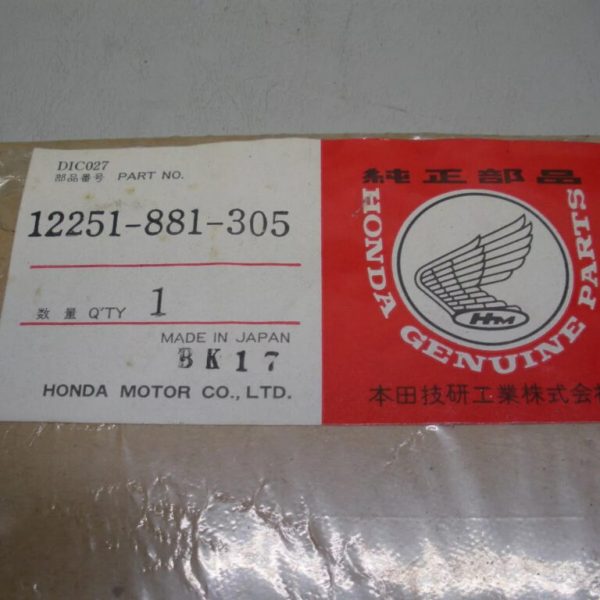 D1C027
部品番号 PART NO.
12251-881-305
数量 Q'TY 1
MADE IN JAPAN
BK17
HONDA MOTOR CO., LTD.
純正部品
HONDA GENUINE PARTS
HM
本田技研工業株式会